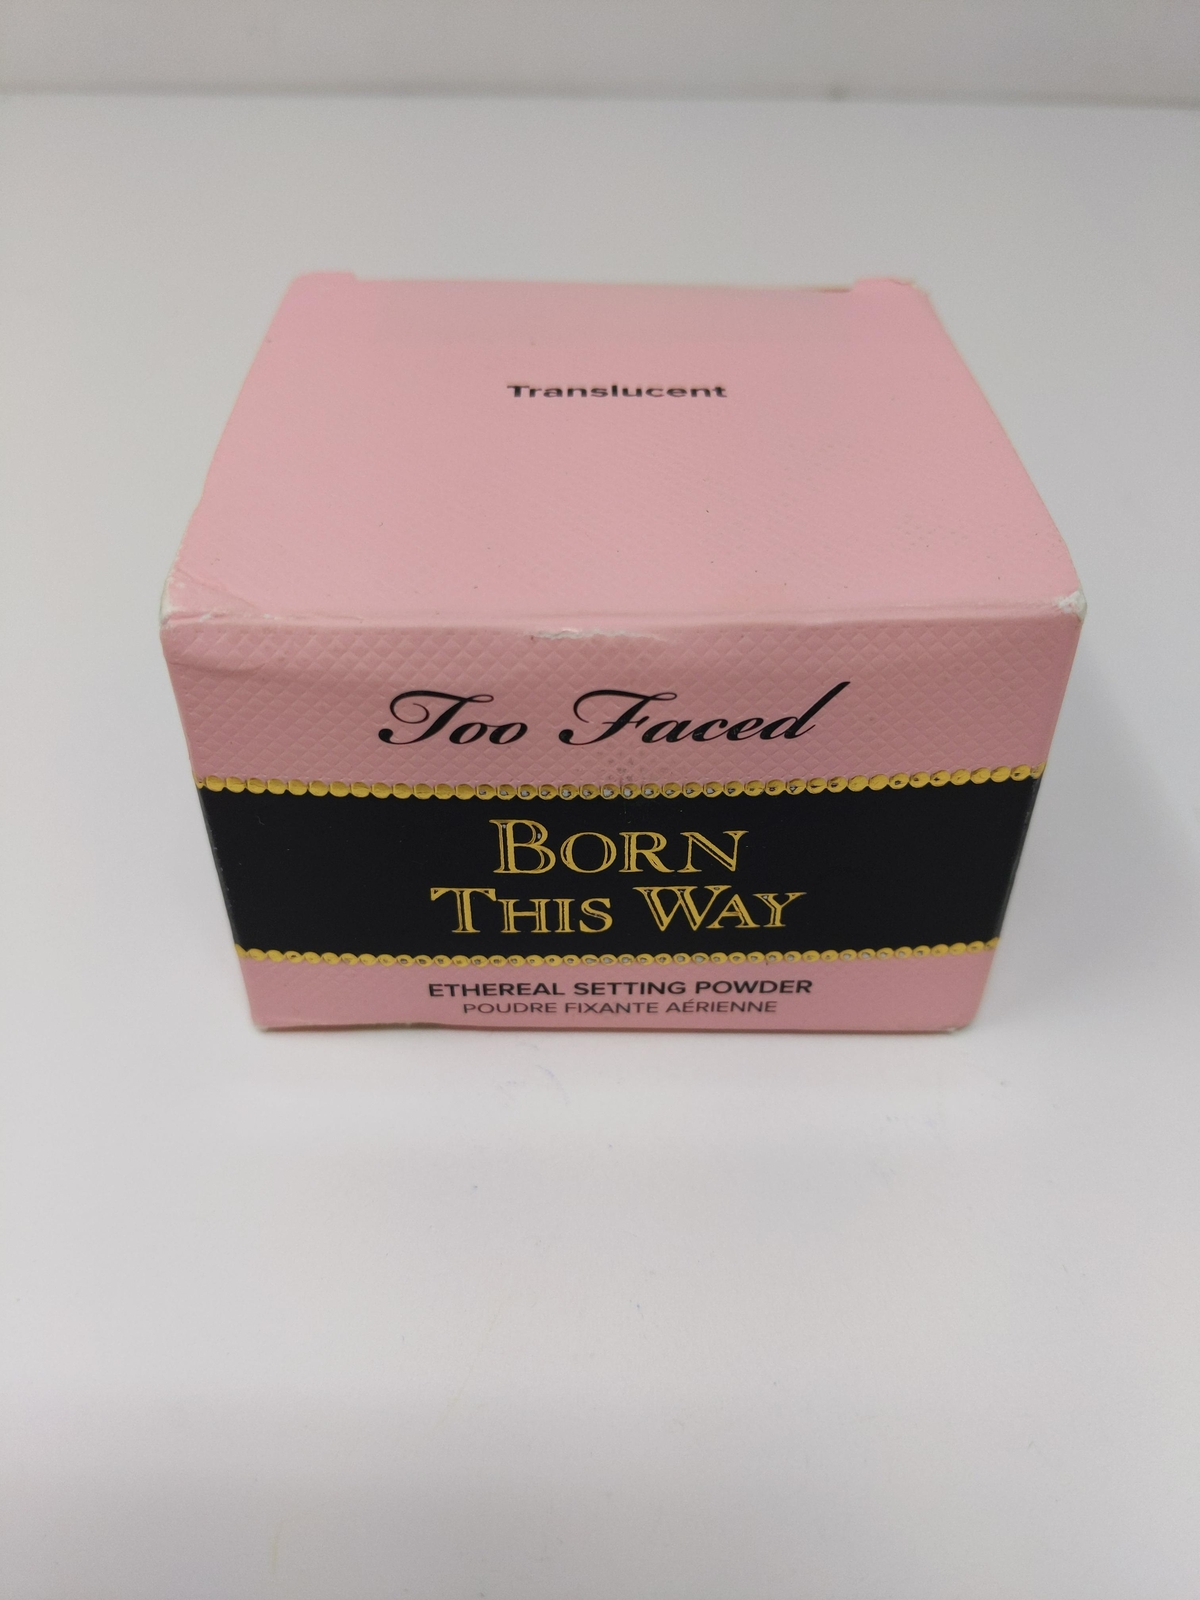 Translucent
Too Faced
BORN
THIS WAY
ETHEREAL SETTING POWDER
POUDRE FIXANTE AÉRIENNE